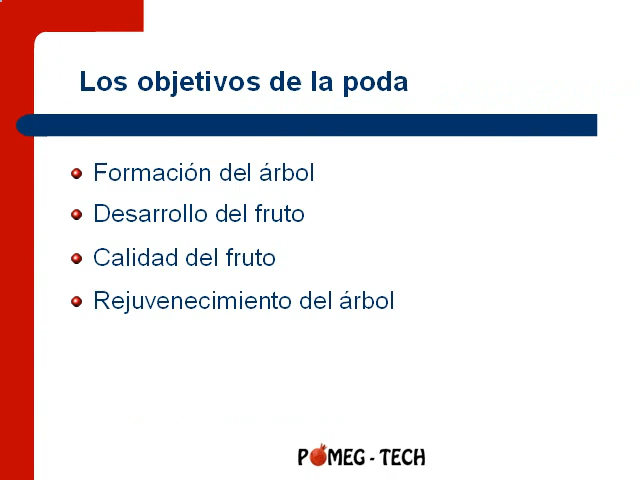 Los objetivos de la poda
Formación del árbol
Desarrollo del fruto
Calidad del fruto
Rejuvenecimiento del árbol
POMEG - TECH